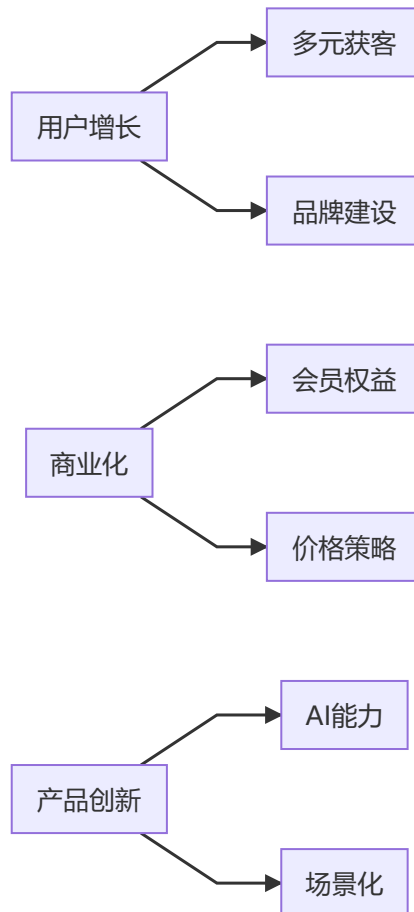 用户增长
多元获客
品牌建设
商业化
会员权益
价格策略
产品创新
AI能力
场景化